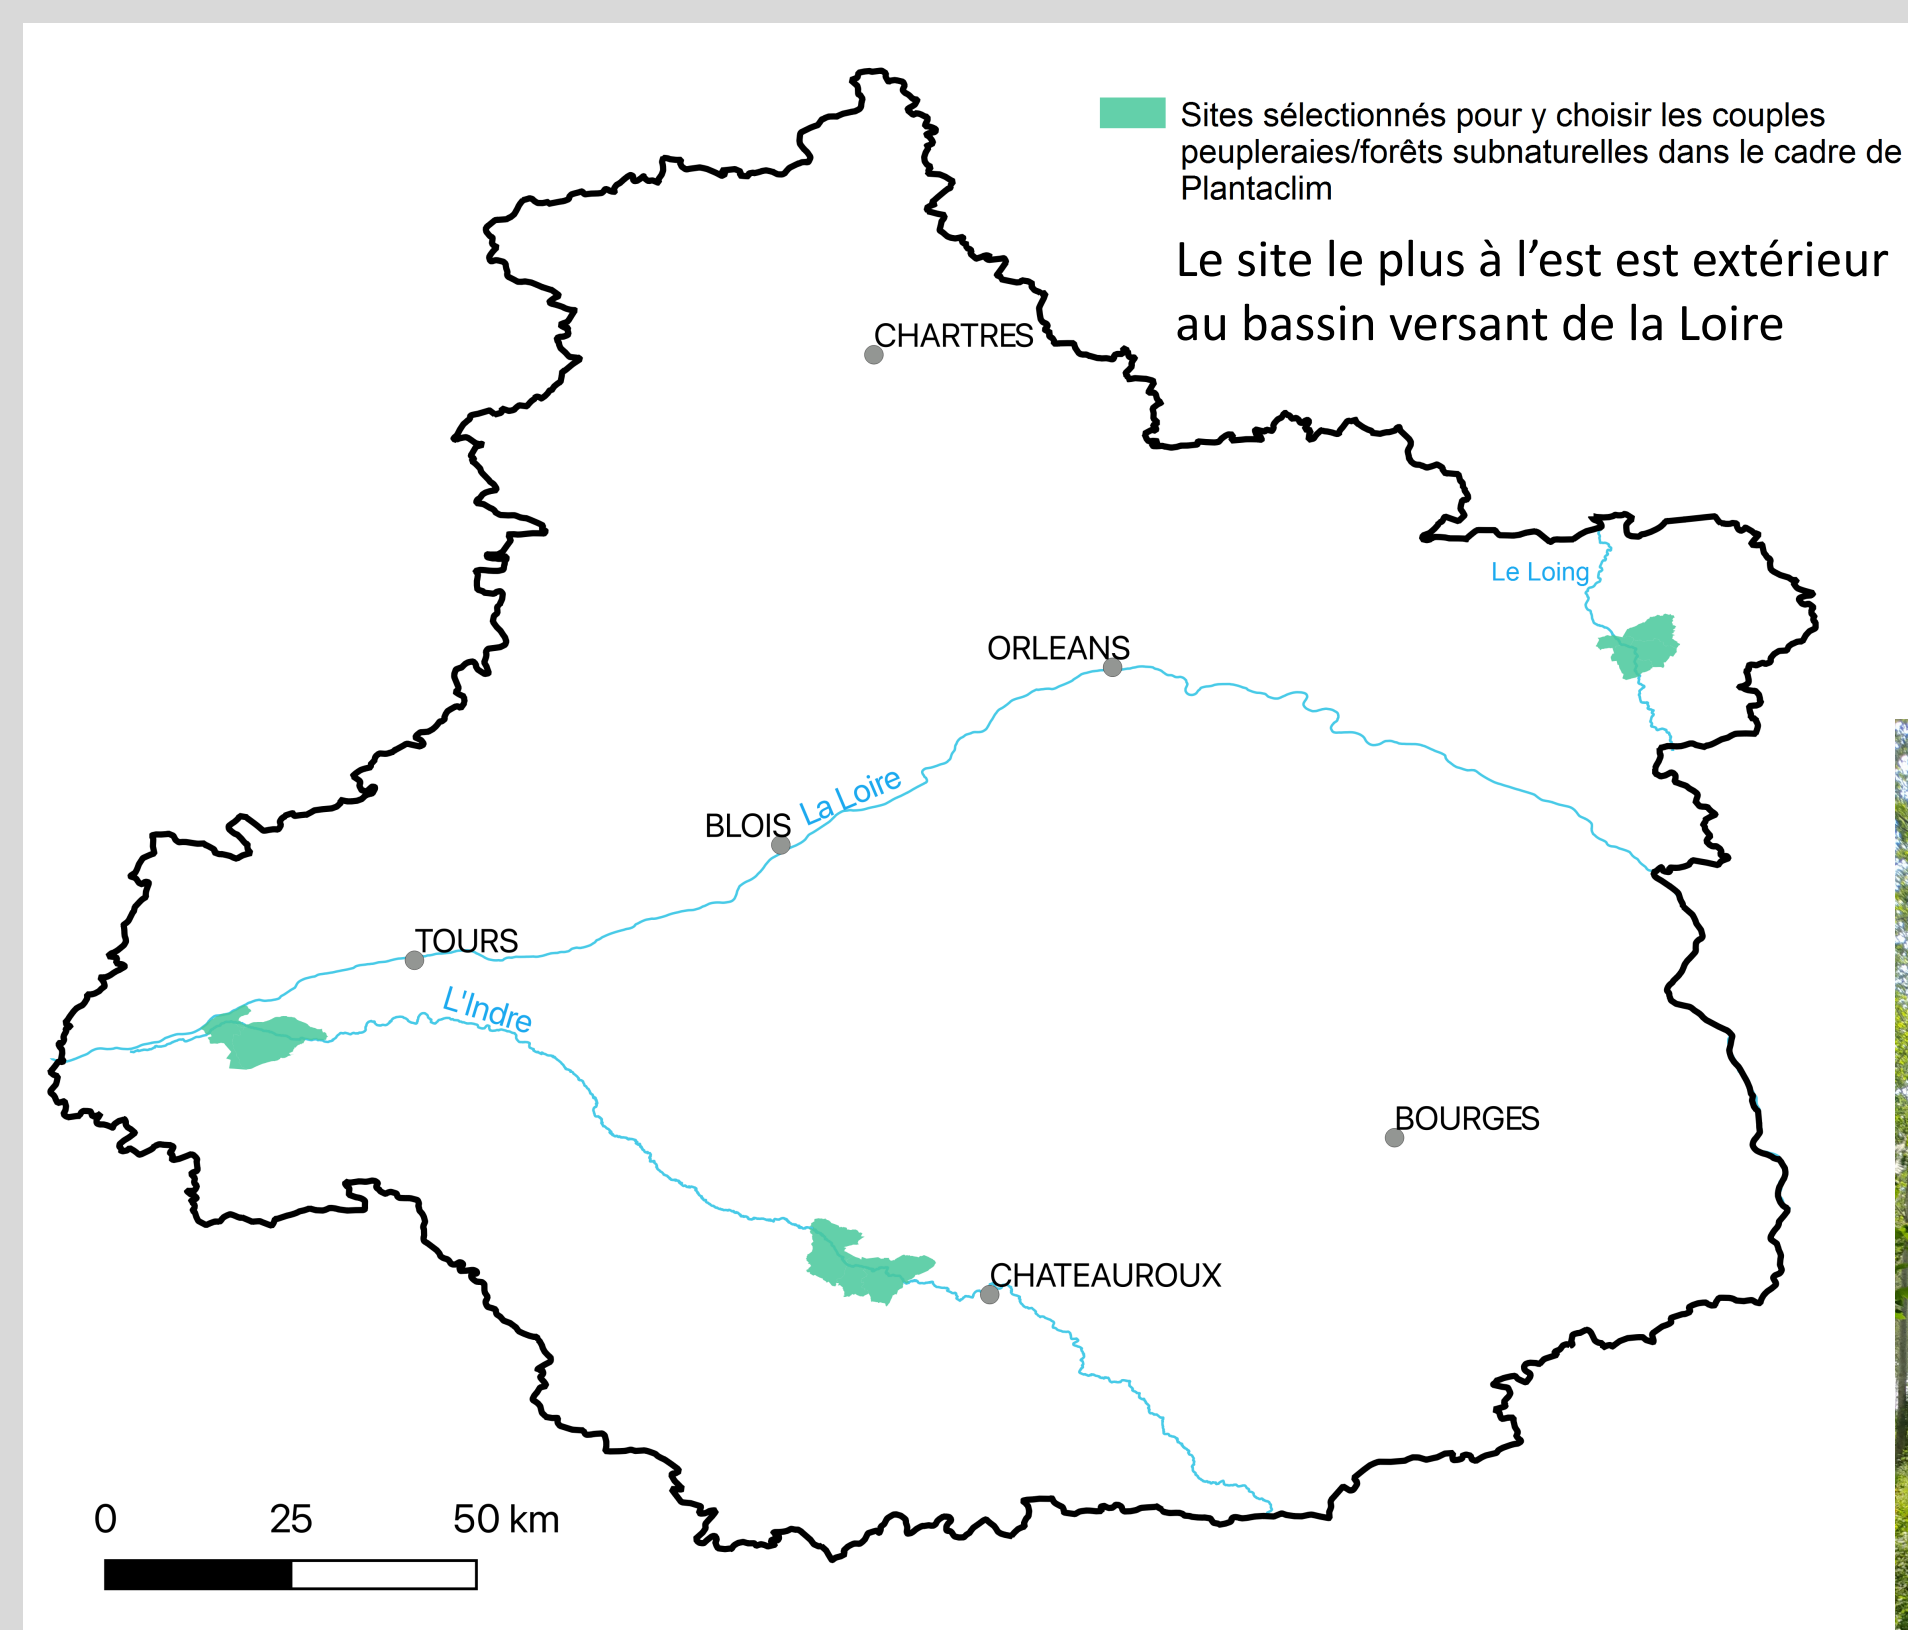 Sites sélectionnés pour y choisir les couples
peupleraies/forêts subnaturelles dans le cadre de
Plantaclim
Le site le plus à l’est est extérieur
au bassin versant de la Loire
CHARTRES
Le Loing
ORLEANS
La Loire
BLOIS
TOURS
L'Indre
BOURGES
CHATEAUROUX
0 25 50 km